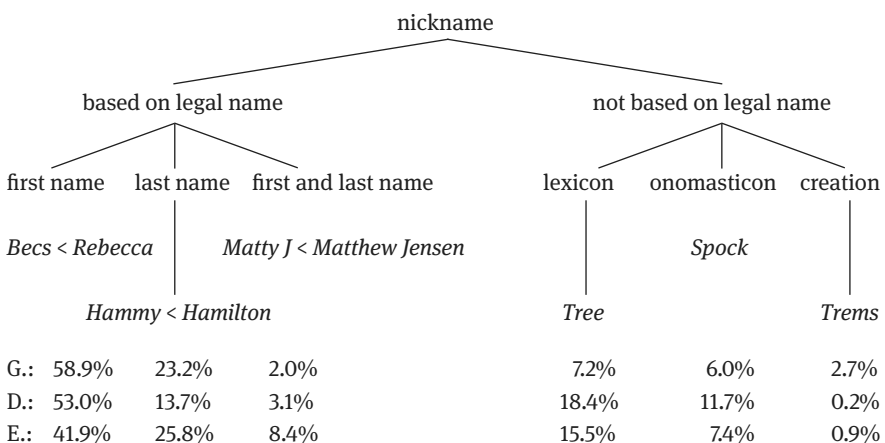 nickname
based on legal name not based on legal name
first name last name first and last name lexicon onomasticon creation
Becs < Rebecca Matty J < Matthew Jensen Spock
Hammy < Hamilton Tree Trems
G.: 58.9% 23.2% 2.0% 7.2% 6.0% 2.7%
D.: 53.0% 13.7% 3.1% 18.4% 11.7% 0.2%
E.: 41.9% 25.8% 8.4% 15.5% 7.4% 0.9%